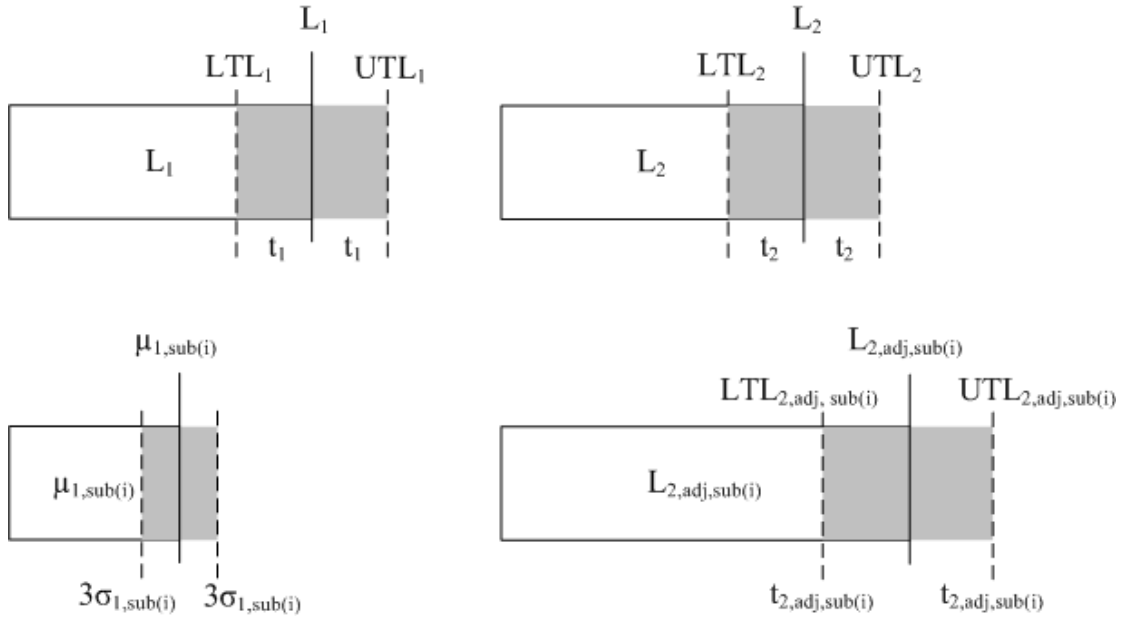 L₁ L₂
LTL₁ UTL₁ LTL₂ UTL₂
L₁ L₂
t₁ t₁ t₂ t₂
μ₁,sub(i) L₂,adj,sub(i)
LTL₂,adj, sub(i) UTL₂,adj,sub(i)
μ₁,sub(i) L₂,adj,sub(i)
3σ₁,sub(i) 3σ₁,sub(i) t₂,adj,sub(i) t₂,adj,sub(i)